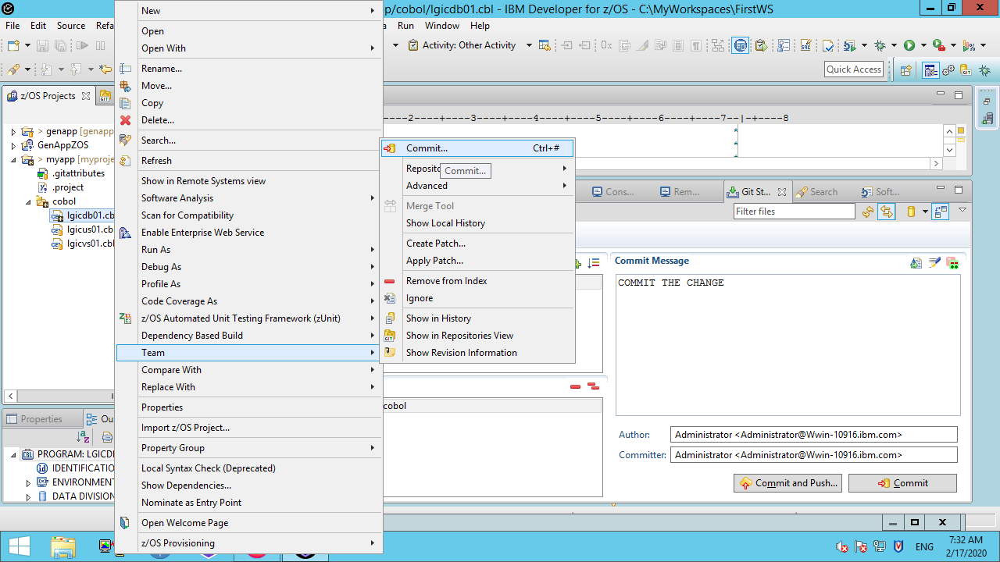 p/cobol/lgicdb01.cbl - IBM Developer for z/OS - C:\MyWorkspaces\FirstWS
File Edit Source Refa
Run Window Help
Activity: Other Activity
Quick Access
z/OS Projects
> genapp [genapp
GenAppZOS
> myapp [myproje
.gitattributes
.project
cobol
lgicdb01.cb
lgicus01.cb
lgicvs01.cbl
Properties
Ou
PROGRAM: LGICDB
IDENTIFICATIO
ENVIRONMENT
DATA DIVISION
New
Open
Open With
Rename...
Move...
Copy
Delete...
Search...
Refresh
Show in Remote Systems view
Software Analysis
Scan for Compatibility
Enable Enterprise Web Service
Run As
Debug As
Profile As
Code Coverage As
z/OS Automated Unit Testing Framework (zUnit)
Dependency Based Build
Team
Compare With
Replace With
Properties
Import z/OS Project...
Property Group
Local Syntax Check (Deprecated)
Show Dependencies...
Nominate as Entry Point
Open Welcome Page
z/OS Provisioning
Commit... Ctrl+#
Commit...
Advanced
Merge Tool
Show Local History
Create Patch...
Apply Patch...
Remove from Index
Ignore
Show in History
Show in Repositories View
Show Revision Information
----2----+----3----+----4----+----5----+----6----+----7--|-+----8
*
*
*
Cons... Rem... Git St... Search Soft...
Filter files
Commit Message
COMMIT THE CHANGE
cobol
Author: Administrator <Administrator@Wwin-10916.ibm.com>
Committer: Administrator <Administrator@Wwin-10916.ibm.com>
Commit and Push... Commit
ENG
7:32 AM
2/17/2020